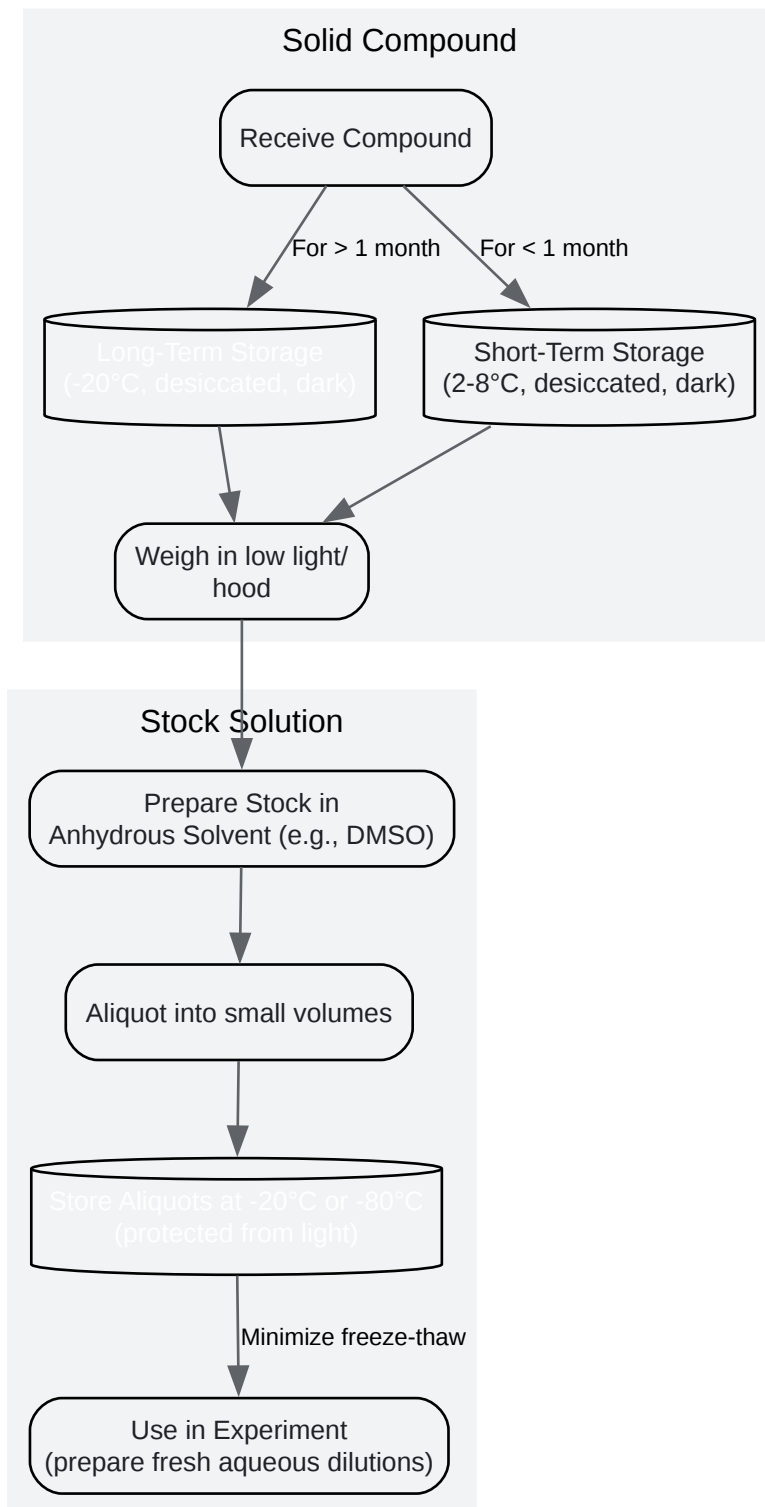 Solid Compound
Receive Compound
For > 1 month
For < 1 month
Long-Term Storage
(-20°C, desiccated, dark)
Short-Term Storage
(2-8°C, desiccated, dark)
Weigh in low light/
hood
Stock Solution
Prepare Stock in
Anhydrous Solvent (e.g., DMSO)
Aliquot into small volumes
Store Aliquots at -20°C or -80°C
(protected from light)
Minimize freeze-thaw
Use in Experiment
(prepare fresh aqueous dilutions)